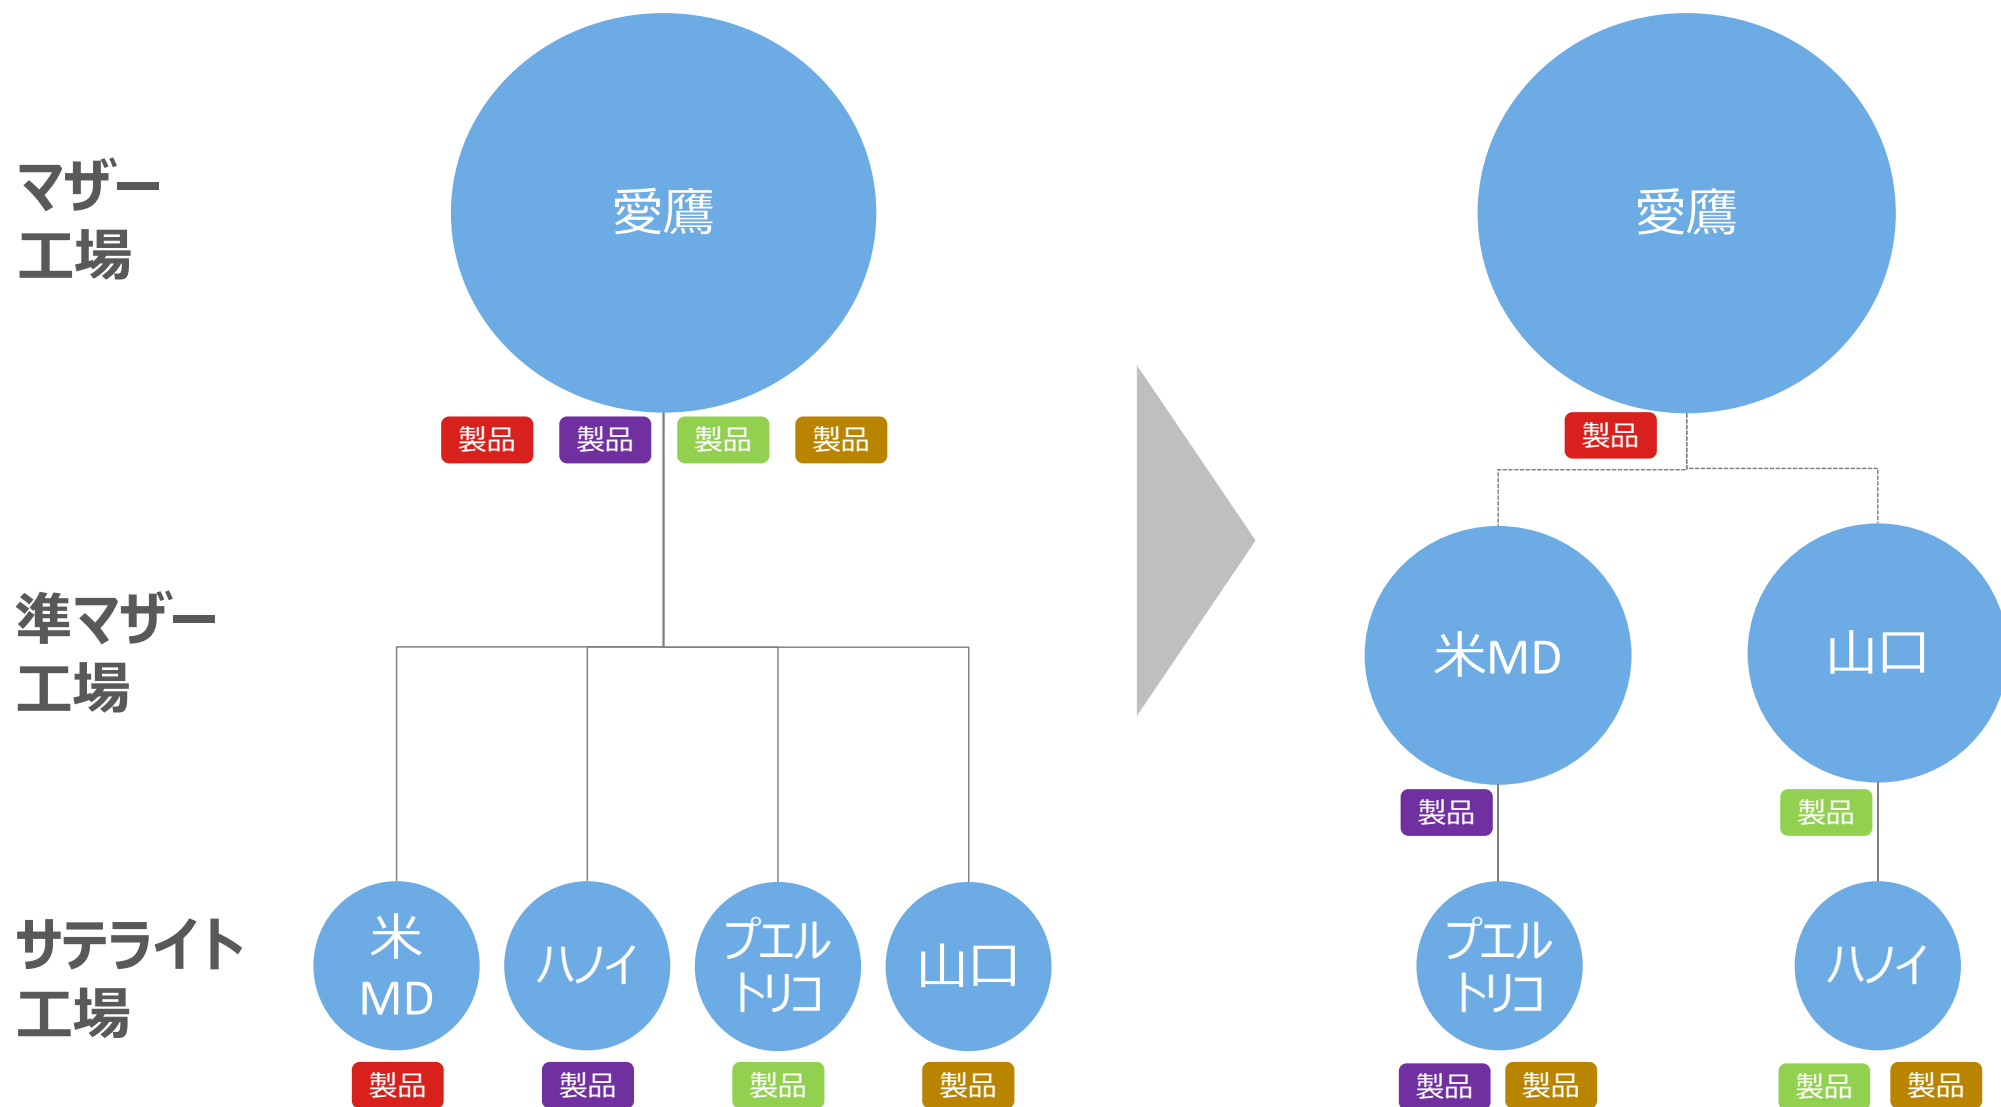 マザー
工場
愛鷹
製品
製品
製品
製品
準マザー
工場
サテライト
工場
米
MD
ハノイ
プエル
トリコ
山口
製品
製品
製品
製品
愛鷹
製品
米MD
山口
製品
製品
プエル
トリコ
ハノイ
製品
製品
製品
製品